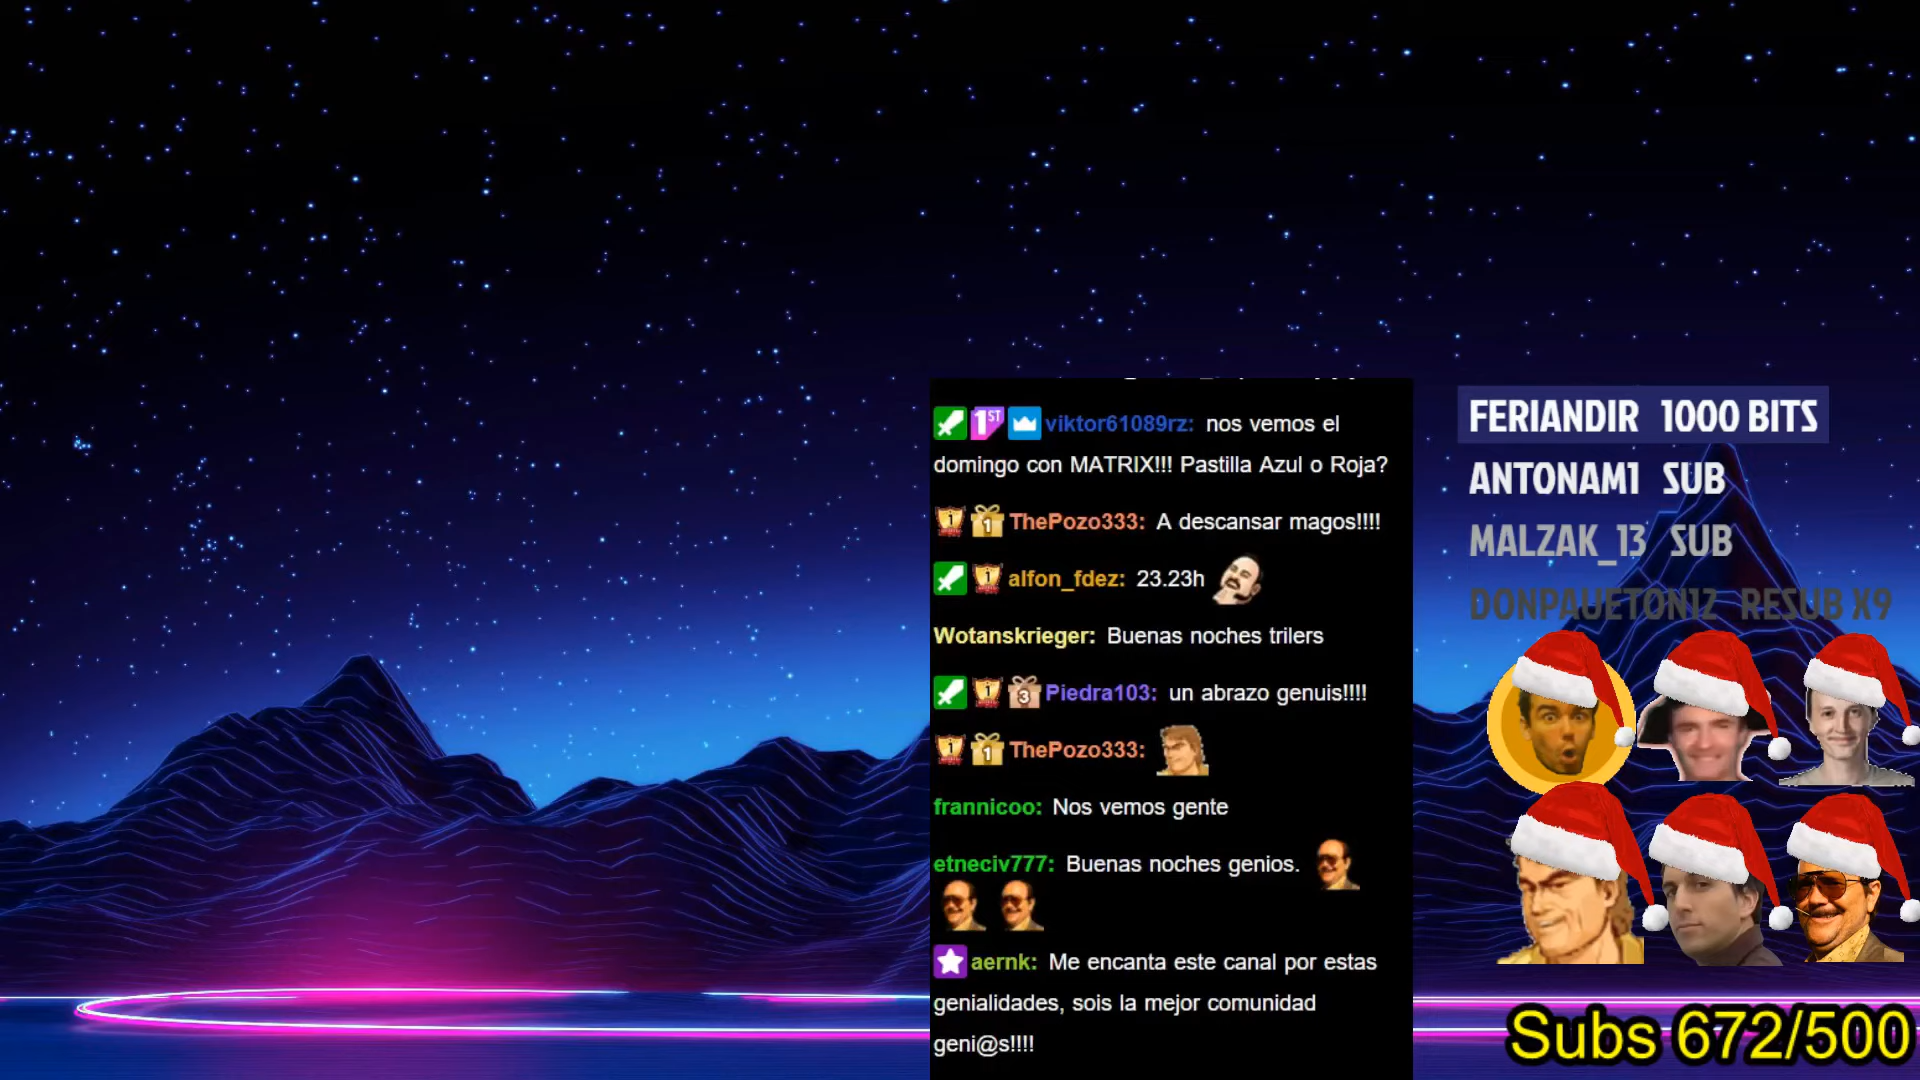 viktor61089rz: nos vemos el
domingo con MATRIX!!! Pastilla Azul o Roja?
ThePozo333: A descansar magos!!!!
alfon_fdez: 23.23h
Wotanskrieger: Buenas noches trilers
Piedra103: un abrazo genuis!!!!
ThePozo333:
frannicoo: Nos vemos gente
etneciv777: Buenas noches genios.
aernk: Me encanta este canal por estas
genialidades, sois la mejor comunidad
geni@s!!!!
FERIANDIR 1000 BITS
ANTONAM1 SUB
MALZAK_13 SUB
DONPAUETON12 RESUB X9
Subs 672/500